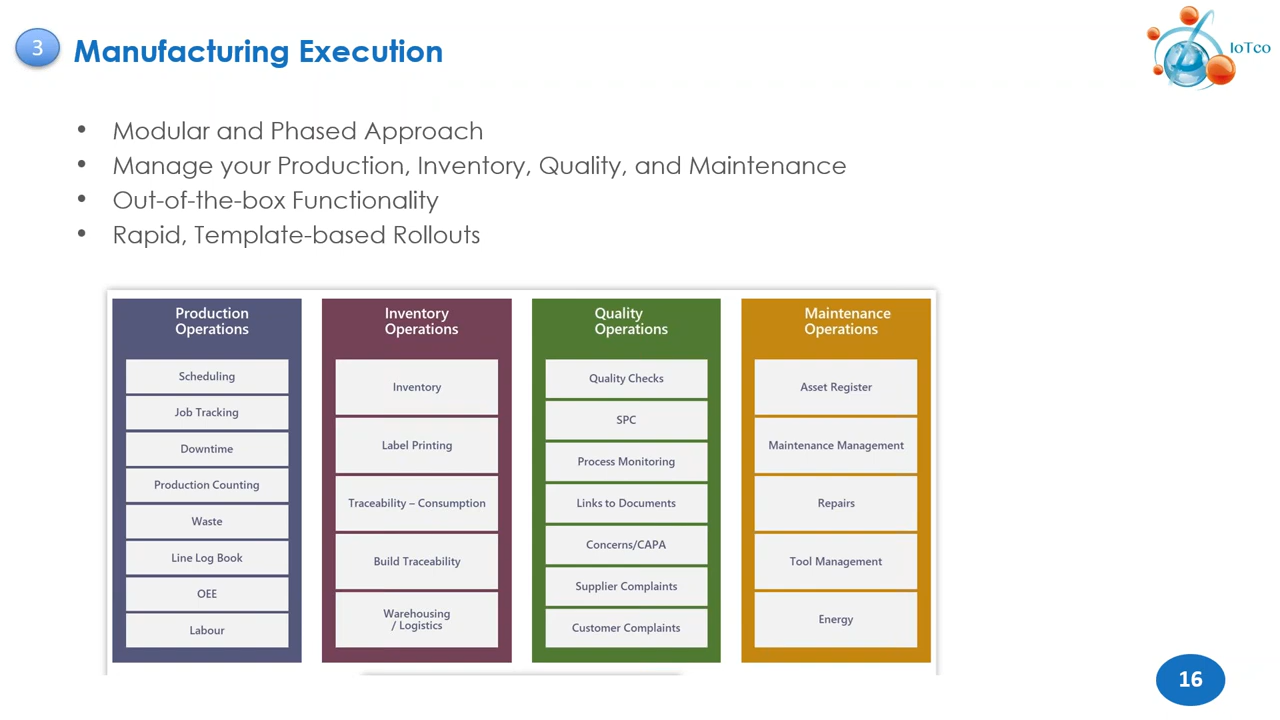 3
Manufacturing Execution
IoTco
• Modular and Phased Approach
• Manage your Production, Inventory, Quality, and Maintenance
• Out-of-the-box Functionality
• Rapid, Template-based Rollouts
Production
Operations
Scheduling
Job Tracking
Downtime
Production Counting
Waste
Line Log Book
OEE
Labour
Inventory
Operations
Inventory
Label Printing
Traceability – Consumption
Build Traceability
Warehousing
/ Logistics
Quality
Operations
Quality Checks
SPC
Process Monitoring
Links to Documents
Concerns/CAPA
Supplier Complaints
Customer Complaints
Maintenance
Operations
Asset Register
Maintenance Management
Repairs
Tool Management
Energy
16